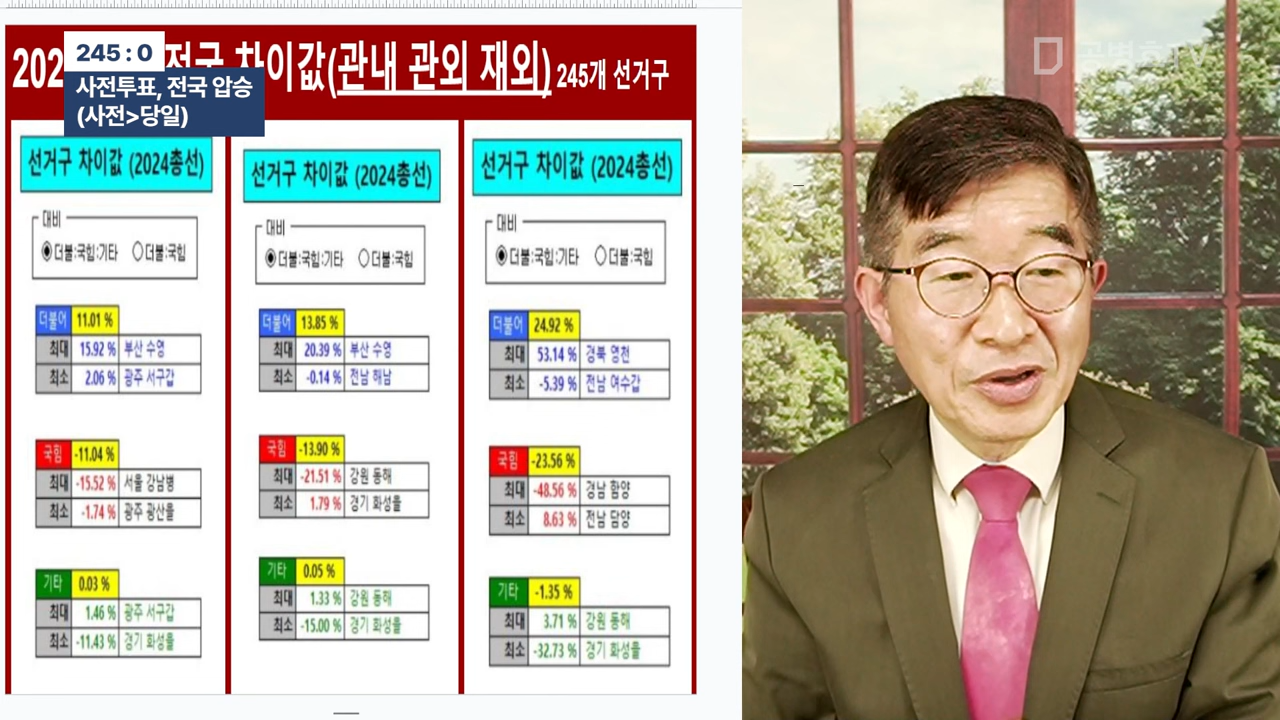 245 : 0
사전투표, 전국 압승
(사전>당일)
202
전국 차이값(관내 관외 재외) 245개 선거구
공병호TV
선거구 차이값 (2024총선)
대비
더불:국힘:기타 더불:국힘
더불어 11.01 %
최대 15.92 % 부산 수영
최소 2.06 % 광주 서구갑
국힘 -11.04 %
최대 -15.52 % 서울 강남병
최소 -1.74 % 광주 광산을
기타 0.03 %
최대 1.46 % 광주 서구갑
최소 -11.43 % 경기 화성을
선거구 차이값 (2024총선)
대비
더불:국힘:기타 더불:국힘
더불어 13.85 %
최대 20.39 % 부산 수영
최소 -0.14 % 전남 해남
국힘 -13.90 %
최대 -21.51 % 강원 동해
최소 1.79 % 경기 화성을
기타 0.05 %
최대 1.33 % 강원 동해
최소 -15.00 % 경기 화성을
선거구 차이값 (2024총선)
대비
더불:국힘:기타 더불:국힘
더불어 24.92 %
최대 53.14 % 경북 영천
최소 -5.39 % 전남 여수갑
국힘 -23.56 %
최대 -48.56 % 경남 함양
최소 8.63 % 전남 담양
기타 -1.35 %
최대 3.71 % 강원 동해
최소 -32.73 % 경기 화성을